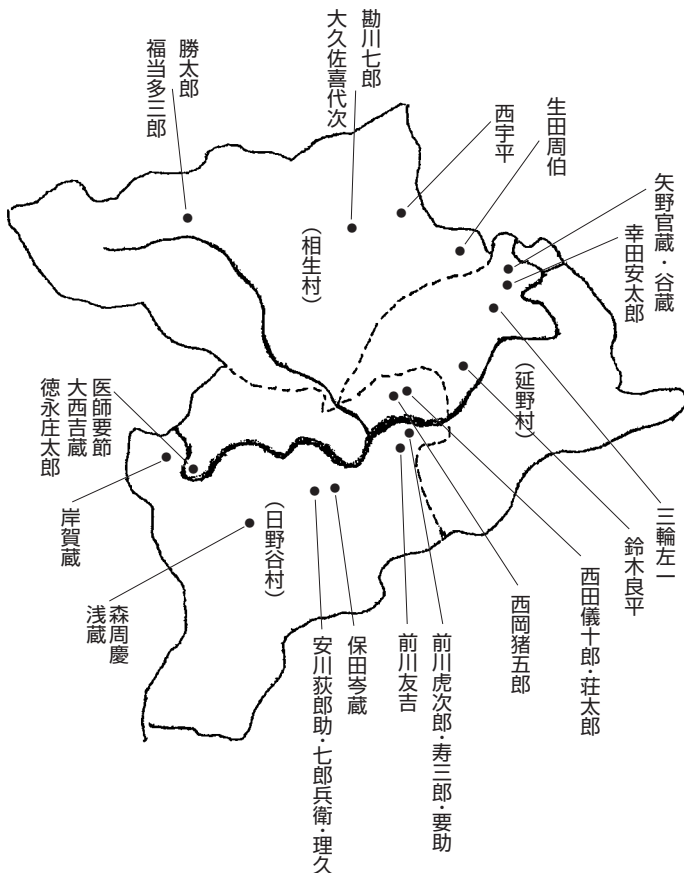 矢野官蔵・谷蔵
幸田安太郎
生田周伯
西宇平
勘川七郎
大久佐喜代次
勝太郎
福当多三郎
（相生村）
（延野村）
（日野谷村）
医師要節
大西吉蔵
徳永庄太郎
岸賀蔵
森周慶
浅蔵
三輪左一
鈴木良平
西田儀十郎・荘太郎
西岡猪五郎
前川虎次郎・寿三郎・要助
前川友吉
保田岑蔵
安川荻郎助・七郎兵衛・理久